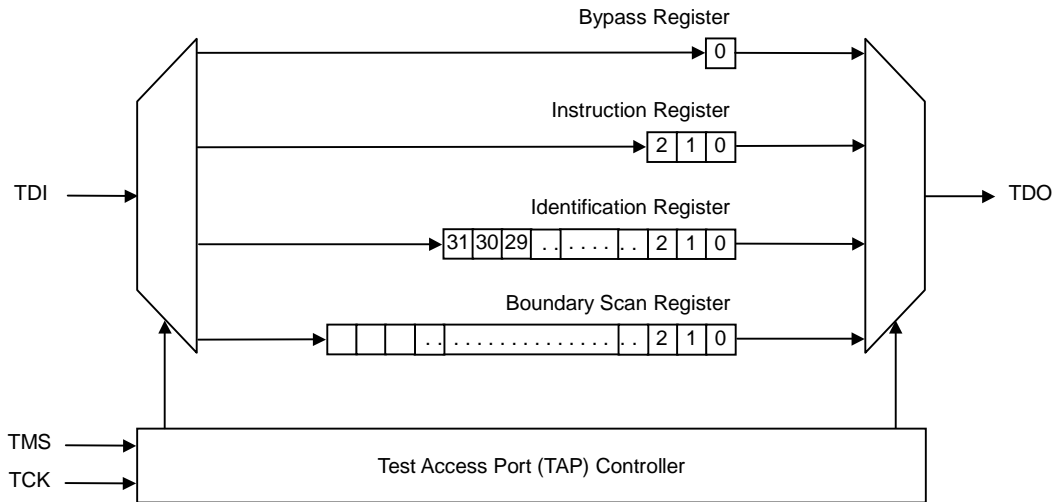 Bypass Register
0
Instruction Register
2 1 0
TDI
TDO
Identification Register
31 30 29 . . . . . . . . 2 1 0
Boundary Scan Register
. . . . . . . . . . . . . . . . . . 2 1 0
TMS
TCK
Test Access Port (TAP) Controller